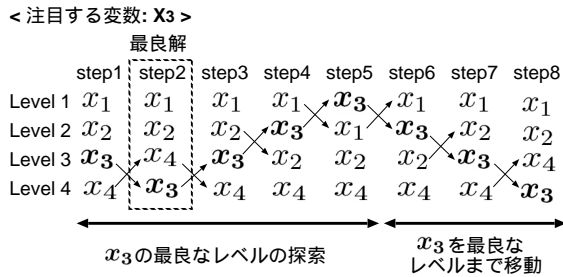 < 注目する変数: X3 >
最良解
step1 step2 step3 step4 step5 step6 step7 step8
Level 1 x1 x1 x1 x1 x3 x1 x1 x1
Level 2 x2 x2 x2 x3 x1 x3 x2 x2
Level 3 x3 x4 x3 x2 x2 x2 x3 x4
Level 4 x4 x3 x4 x4 x4 x4 x4 x3
x3の最良なレベルの探索
x3を最良な
レベルまで移動